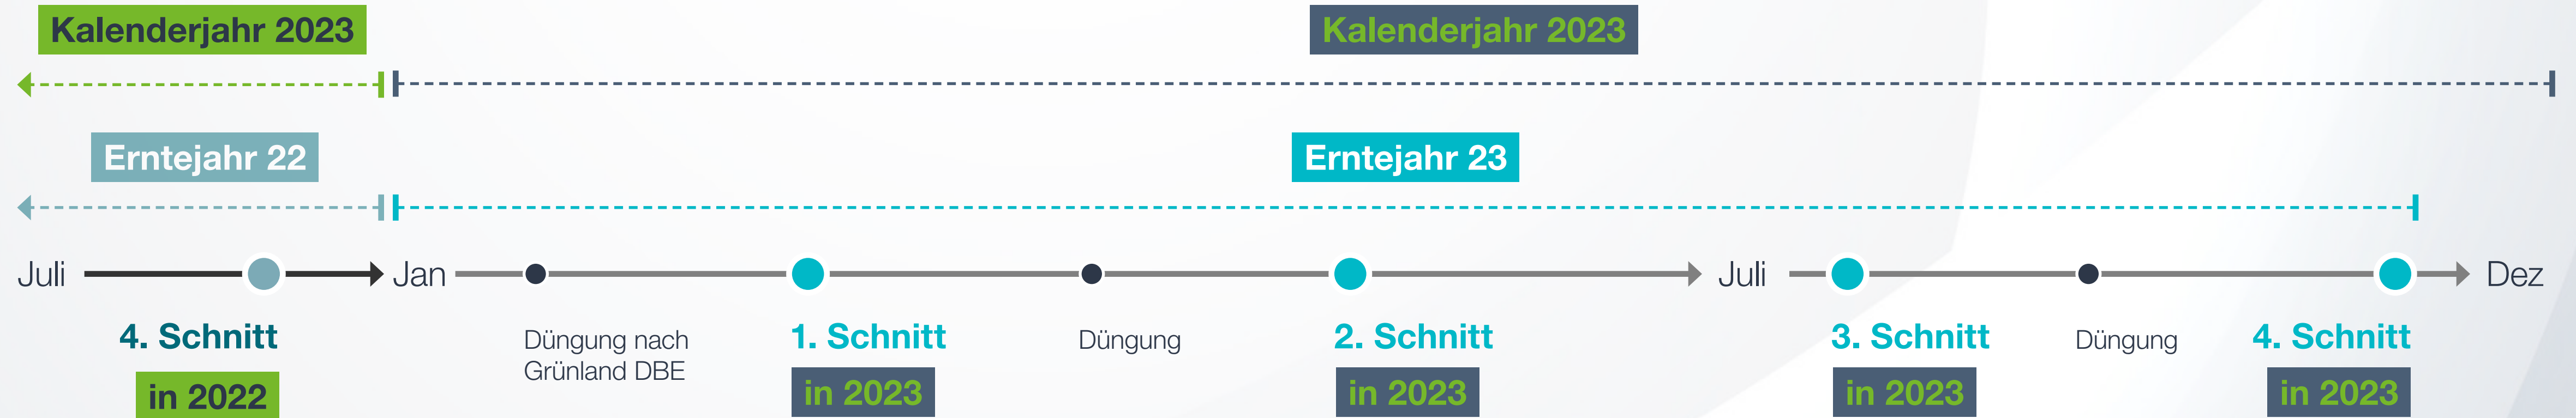 Kalenderjahr 2023
Kalenderjahr 2023
Erntejahr 22
Erntejahr 23
Juli
Jan
Juli
Dez
4. Schnitt
in 2022
Düngung nach
Grünland DBE
1. Schnitt
in 2023
Düngung
2. Schnitt
in 2023
3. Schnitt
in 2023
Düngung
4. Schnitt
in 2023